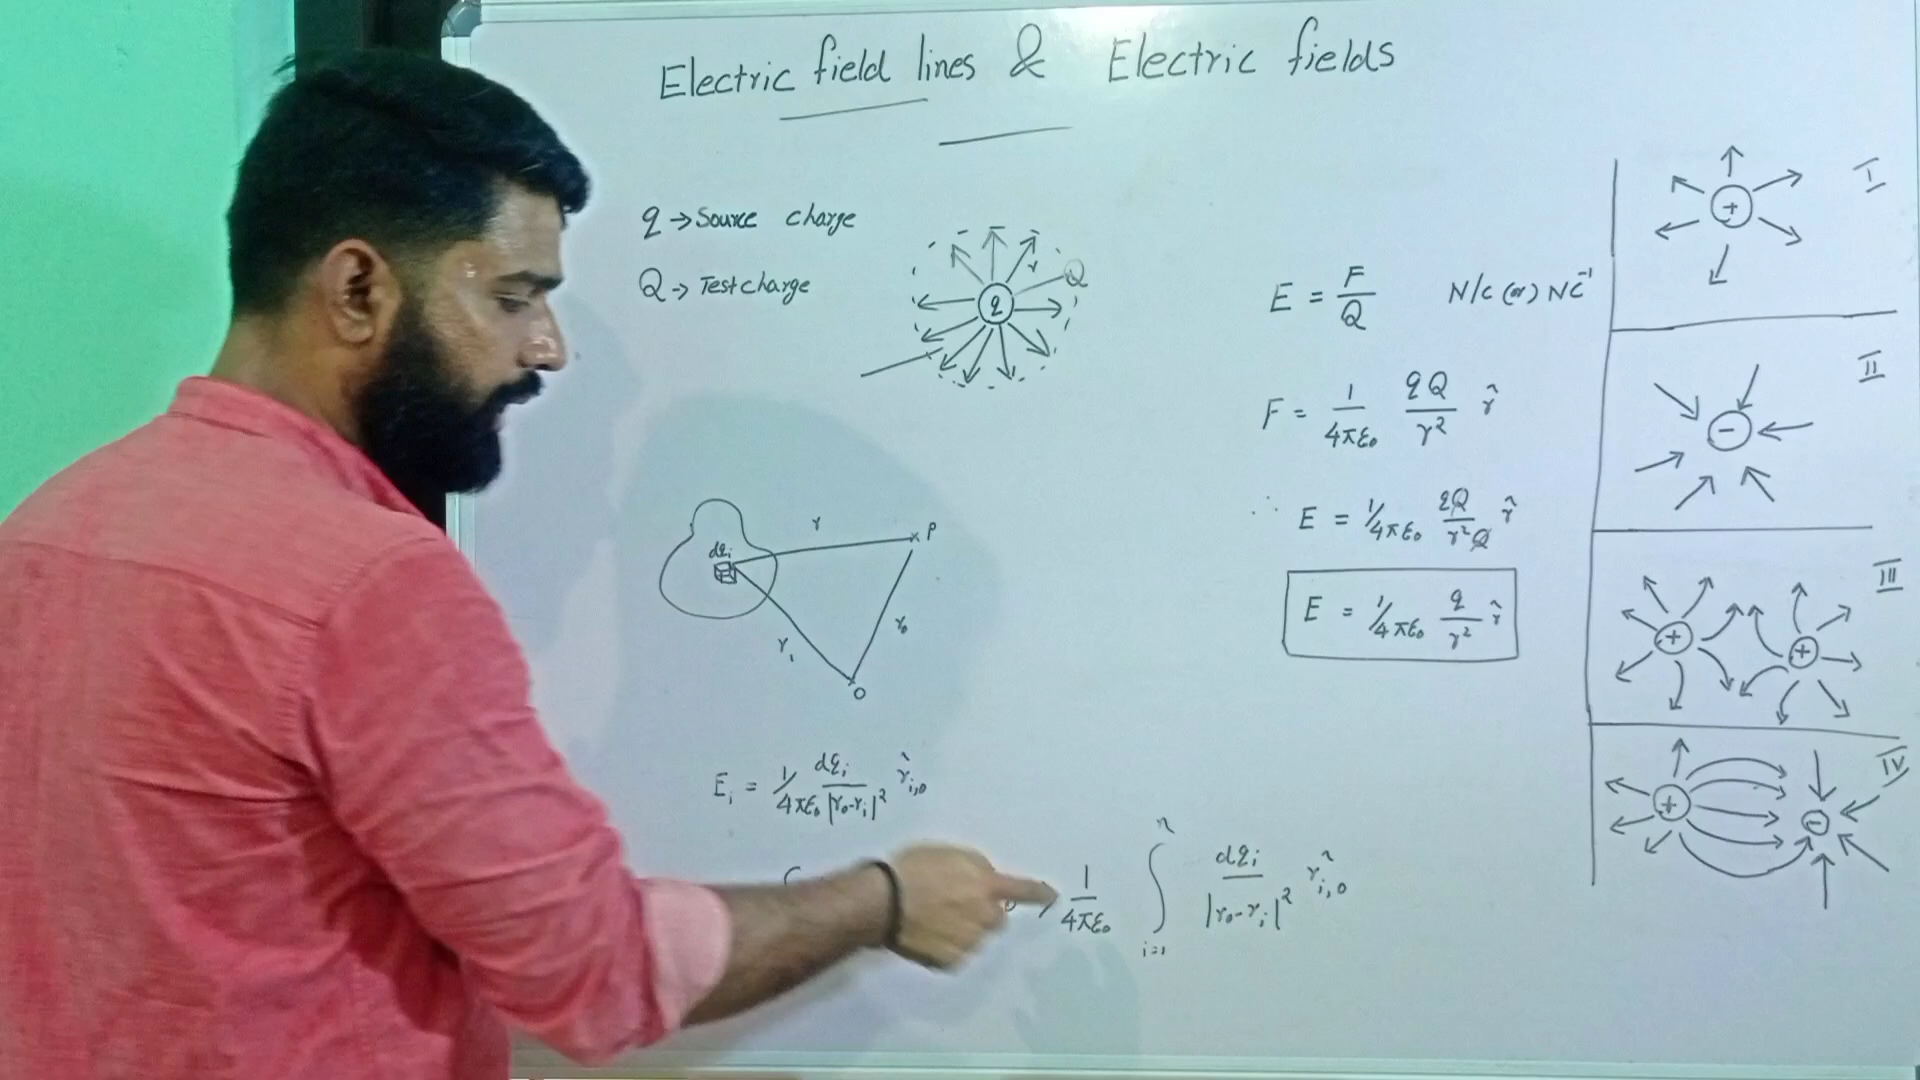 Electric field lines & Electric fields
q → Source charge
Q → Test charge
r
Q
q
E = F/Q N/C (or) NC⁻¹
F = 1/4πε₀ qQ/r² r̂
∴ E = 1/4πε₀ qQ/r²Q r̂
E = 1/4πε₀ q/r² r̂
dqᵢ
r
P
rᵢ
r₀
O
Eᵢ = 1/4πε₀ dqᵢ/|r₀-rᵢ|² r̂ᵢ,₀
1/4πε₀ ∫ᵢ₌₁ⁿ dqᵢ/|r₀-rᵢ|² r̂ᵢ,₀
I
+
II
-
III
+ +
IV
+ -